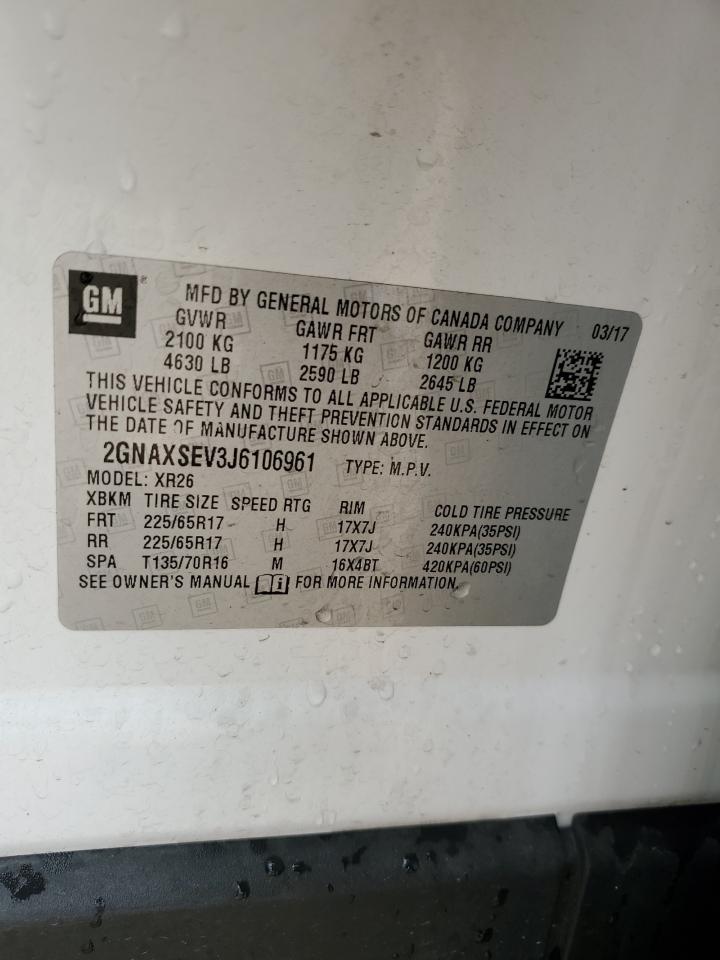 GM ®
MFD BY GENERAL MOTORS OF CANADA COMPANY 03/17
GVWR GAWR FRT GAWR RR
2100 KG 1175 KG 1200 KG
4630 LB 2590 LB 2645 LB
THIS VEHICLE CONFORMS TO ALL APPLICABLE U.S. FEDERAL MOTOR
VEHICLE SAFETY AND THEFT PREVENTION STANDARDS IN EFFECT ON
THE DATE OF MANUFACTURE SHOWN ABOVE.
2GNAXSEV3J6106961 TYPE: M.P.V.
MODEL: XR26
XBKM TIRE SIZE SPEED RTG RIM COLD TIRE PRESSURE
FRT 225/65R17 H 17X7J 240KPA(35PSI)
RR 225/65R17 H 17X7J 240KPA(35PSI)
SPA T135/70R16 M 16X4BT 420KPA(60PSI)
SEE OWNER'S MANUAL FOR MORE INFORMATION.